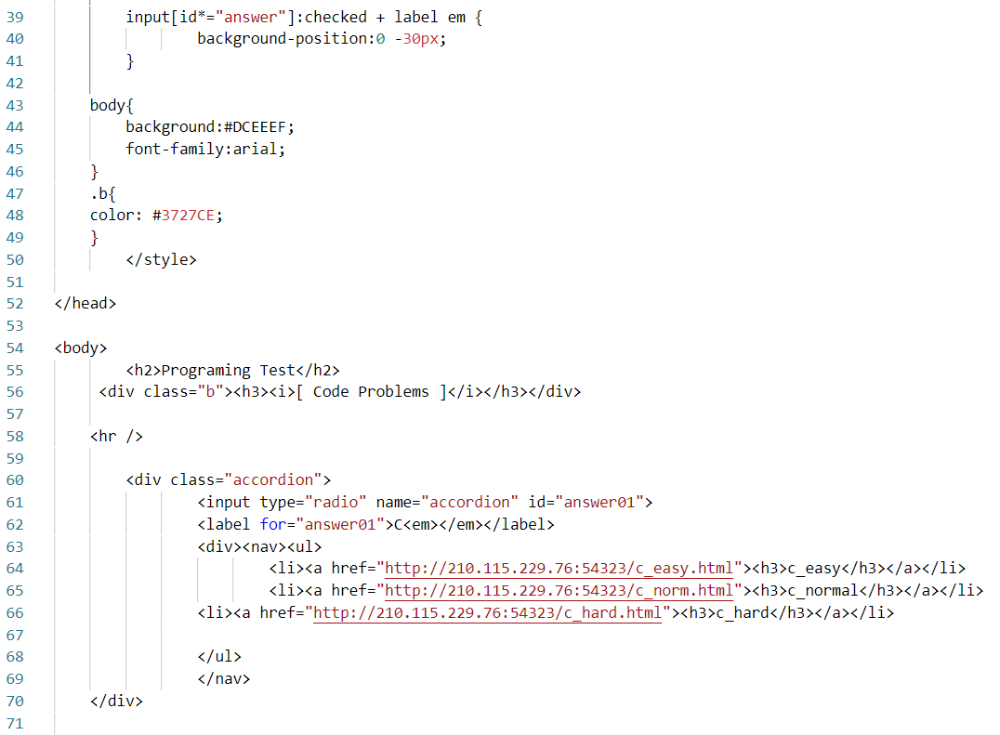 39 input[id*="answer"]:checked + label em {
40 background-position:0 -30px;
41 }
42
43 body{
44 background:#DCEEEF;
45 font-family:arial;
46 }
47 .b{
48 color: #3727CE;
49 }
50 </style>
51
52 </head>
53
54 <body>
55 <h2>Programing Test</h2>
56 <div class="b"><h3><i>[ Code Problems ]</i></h3></div>
57
58 <hr />
59
60 <div class="accordion">
61 <input type="radio" name="accordion" id="answer01">
62 <label for="answer01">C<em></em></label>
63 <div><nav><ul>
64 <li><a href="http://210.115.229.76:54323/c_easy.html"><h3>c_easy</h3></a></li>
65 <li><a href="http://210.115.229.76:54323/c_norm.html"><h3>c_normal</h3></a></li>
66 <li><a href="http://210.115.229.76:54323/c_hard.html"><h3>c_hard</h3></a></li>
67
68 </ul>
69 </nav>
70 </div>
71